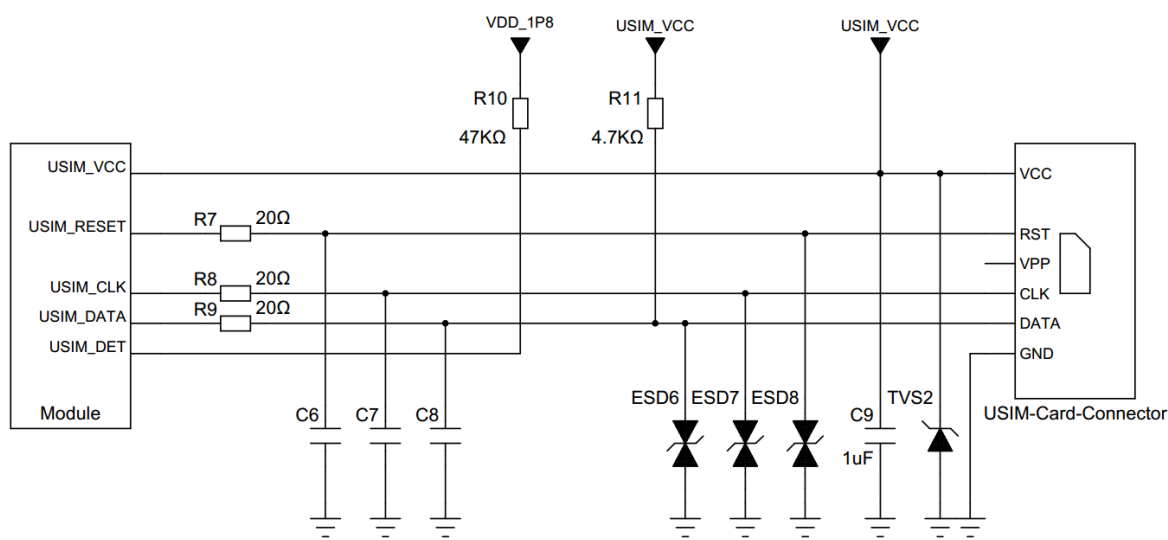 VDD_1P8
USIM_VCC
USIM_VCC
R10
47KΩ
R11
4.7KΩ
USIM_VCC
VCC
USIM_RESET
R7
20Ω
RST
VPP
USIM_CLK
R8
20Ω
CLK
USIM_DATA
R9
20Ω
DATA
USIM_DET
GND
Module
C6
C7
C8
ESD6
ESD7
ESD8
C9
1uF
TVS2
USIM-Card-Connector